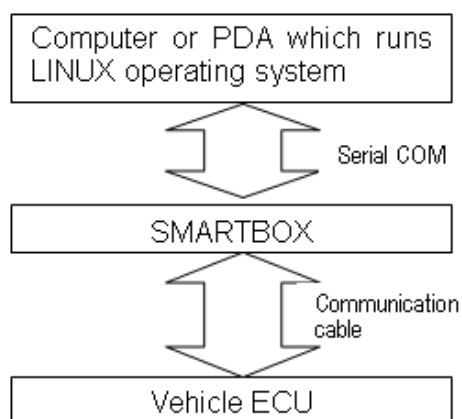 Computer or PDA which runs
LINUX operating system
Serial COM
SMARTBOX
Communication
cable
Vehicle ECU